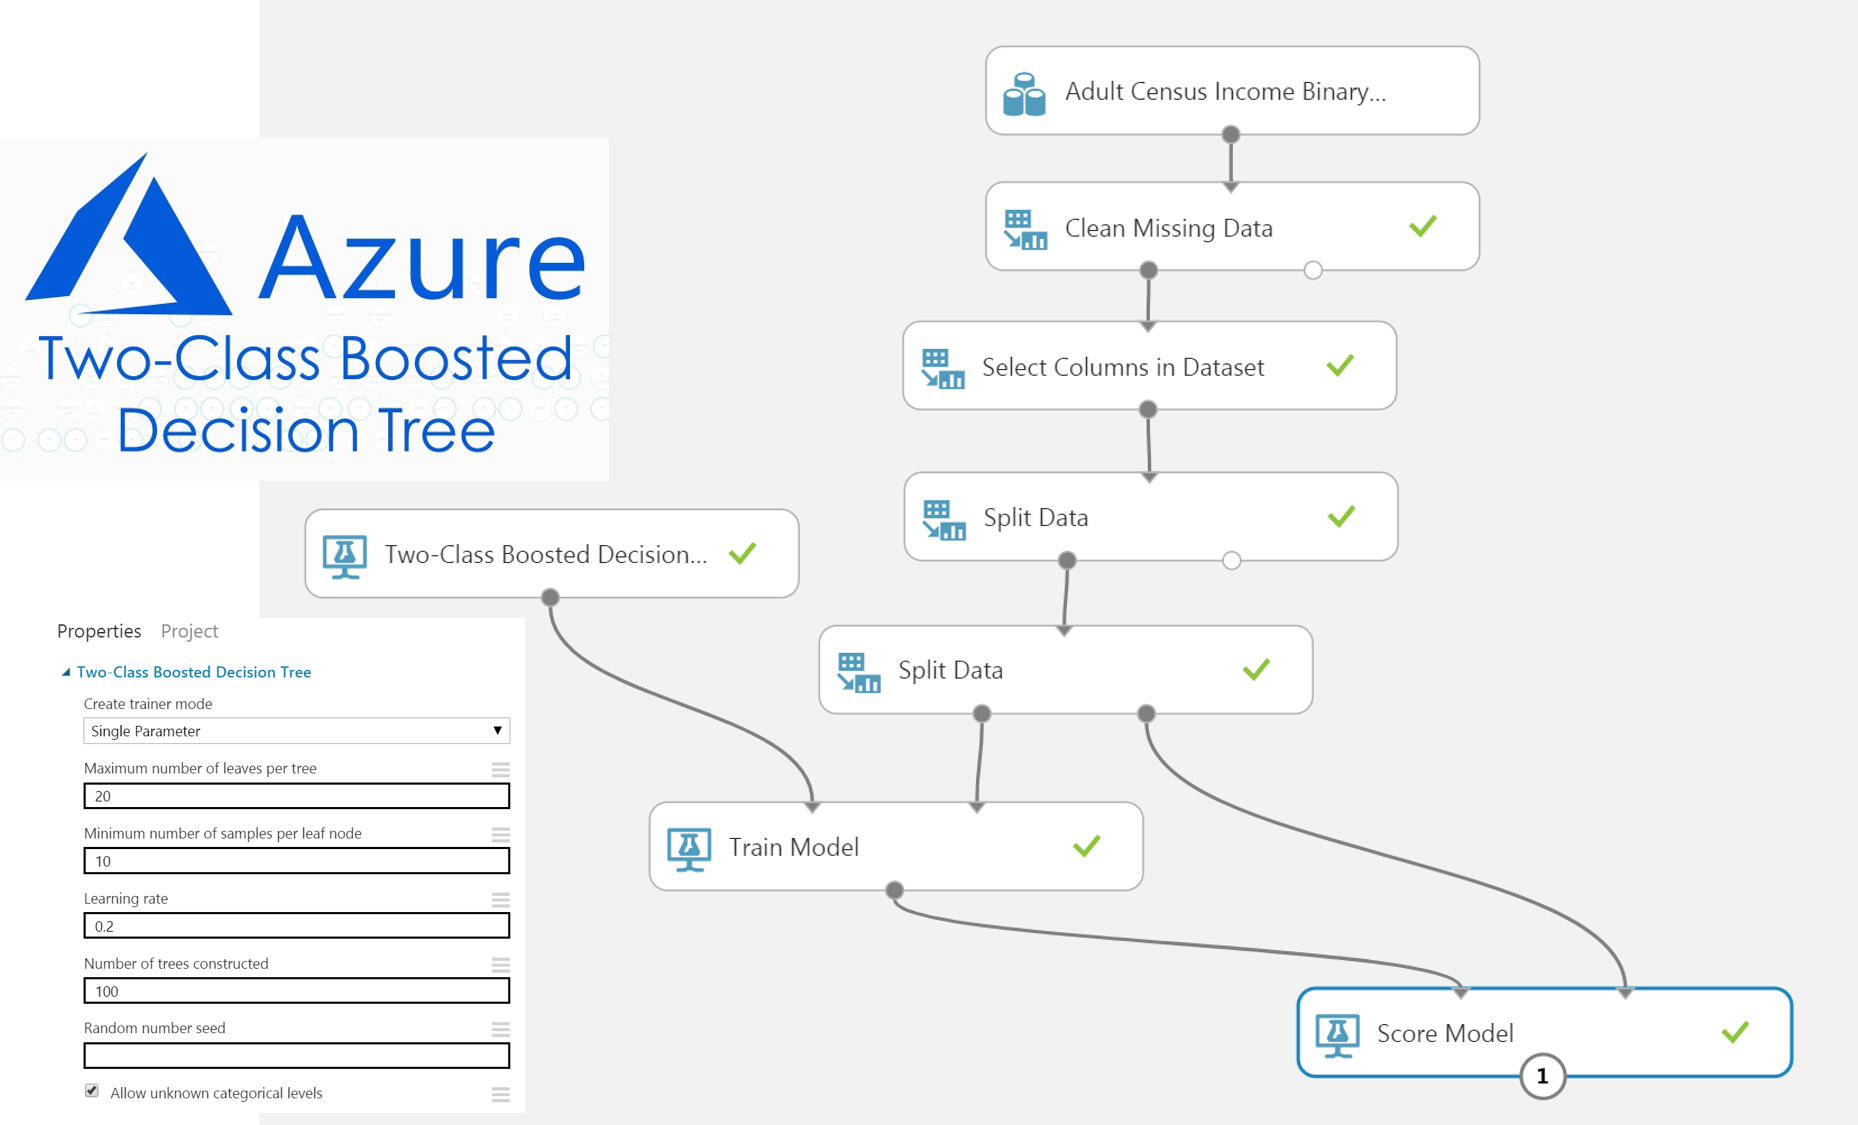 Adult Census Income Binary...
Clean Missing Data
Azure
Two-Class Boosted
Decision Tree
Select Columns in Dataset
Split Data
Two-Class Boosted Decision...
Split Data
Train Model
Score Model
1
Properties Project
Two-Class Boosted Decision Tree
Create trainer mode
Single Parameter
Maximum number of leaves per tree
20
Minimum number of samples per leaf node
10
Learning rate
0.2
Number of trees constructed
100
Random number seed
Allow unknown categorical levels